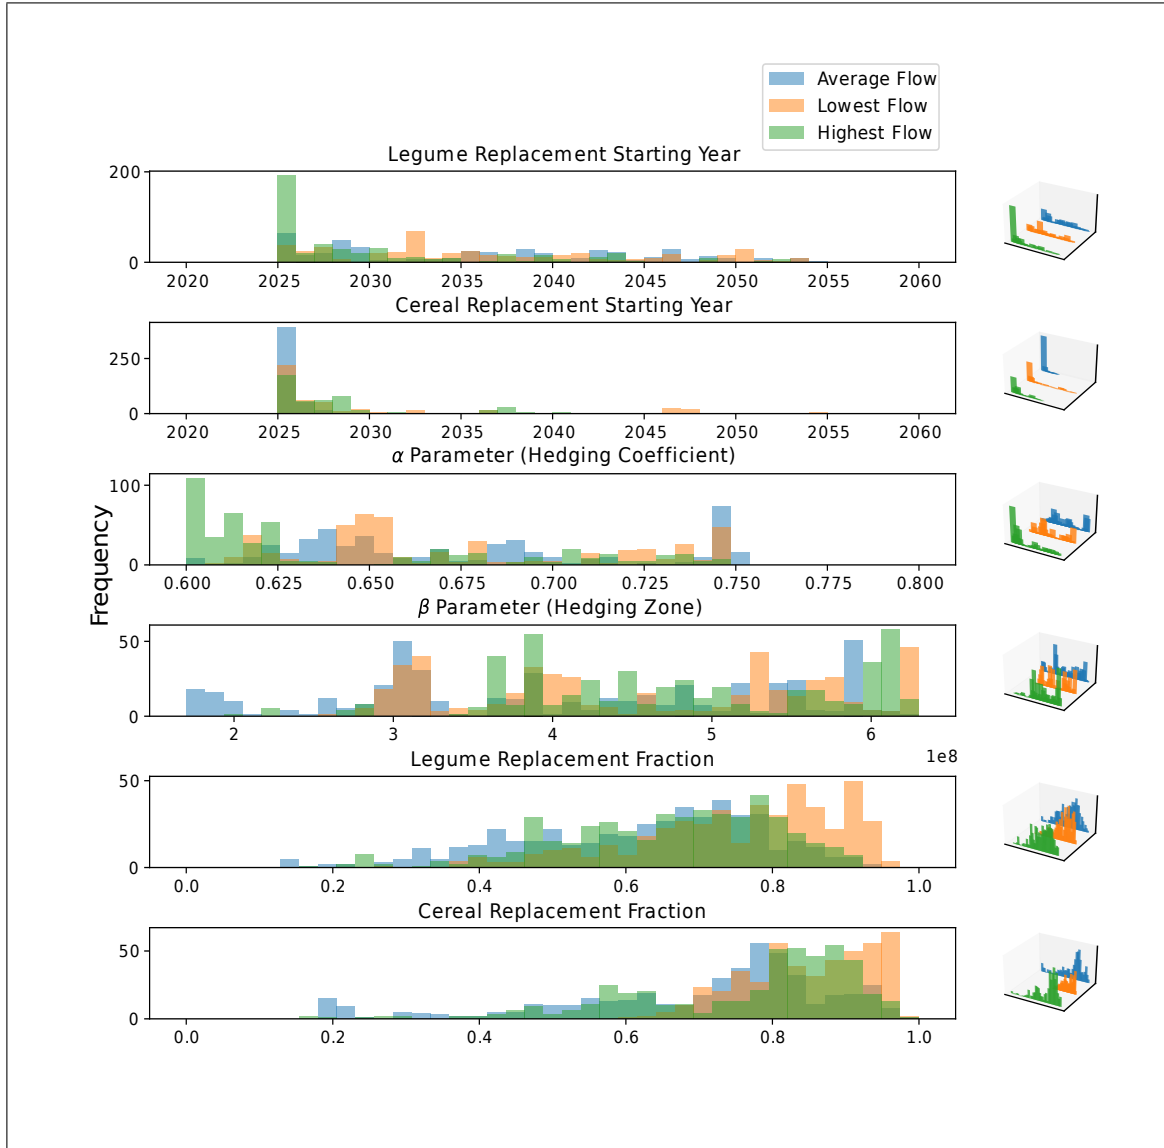 Average Flow
Lowest Flow
Highest Flow
Legume Replacement Starting Year
200
0
2020 2025 2030 2035 2040 2045 2050 2055 2060
Cereal Replacement Starting Year
250
0
2020 2025 2030 2035 2040 2045 2050 2055 2060
α Parameter (Hedging Coefficient)
100
0
0.600 0.625 0.650 0.675 0.700 0.725 0.750 0.775 0.800
Frequency
β Parameter (Hedging Zone)
50
0
2 3 4 5 6
1e8
Legume Replacement Fraction
50
0
0.0 0.2 0.4 0.6 0.8 1.0
Cereal Replacement Fraction
50
0
0.0 0.2 0.4 0.6 0.8 1.0